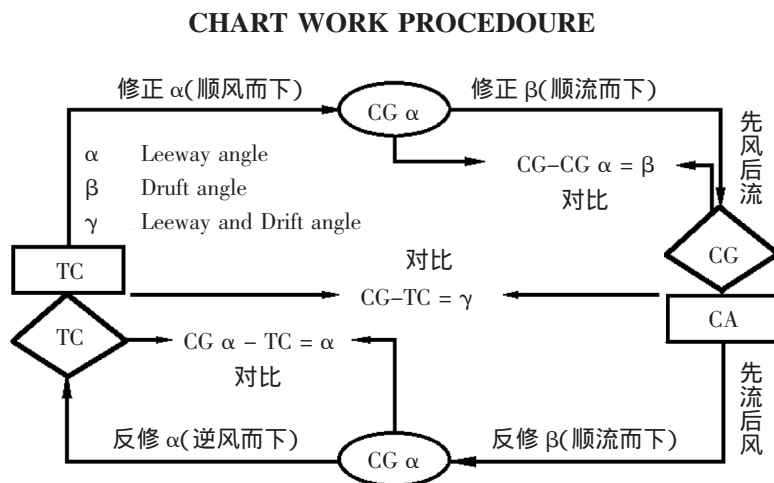 CHART WORK PROCEDOURE
修正 α(顺风而下)
CG α
修正 β(顺流而下)
先风后流
α Leeway angle
β Druft angle
γ Leeway and Drift angle
CG–CG α = β
对比
CG
TC
对比
CG–TC = γ
CA
TC
CG α – TC = α
对比
先流后风
反修 α(逆风而下)
CG α
反修 β(顺流而下)